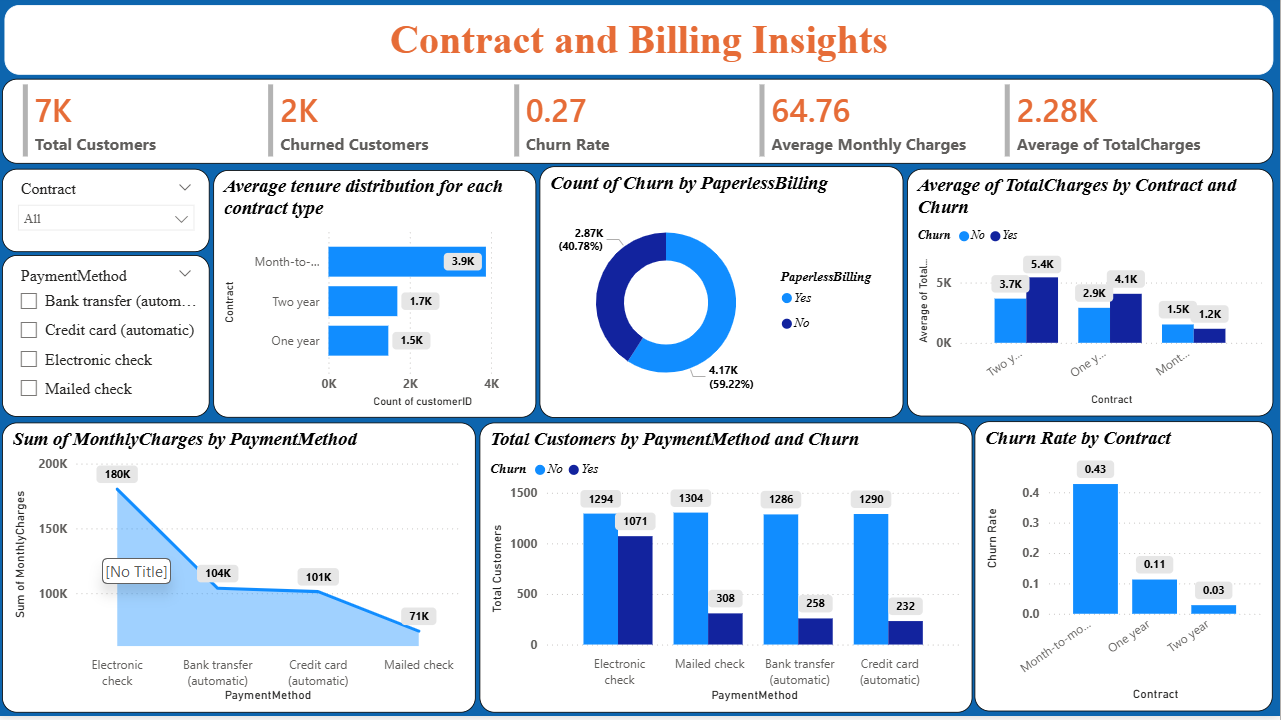 Contract and Billing Insights
7K
Total Customers
2K
Churned Customers
0.27
Churn Rate
64.76
Average Monthly Charges
2.28K
Average of TotalCharges
Contract
All
PaymentMethod
Bank transfer (autom...
Credit card (automatic)
Electronic check
Mailed check
Average tenure distribution for each
contract type
Contract
Month-to-...
3.9K
Two year
1.7K
One year
1.5K
0K
2K
4K
Count of customerID
Count of Churn by PaperlessBilling
2.87K
(40.78%)
4.17K
(59.22%)
PaperlessBilling
Yes
No
Average of TotalCharges by Contract and
Churn
Churn No Yes
Average of Total...
5K
0K
3.7K
5.4K
2.9K
4.1K
1.5K
1.2K
Two y...
One y...
Mont...
Contract
Sum of MonthlyCharges by PaymentMethod
Sum of MonthlyCharges
200K
150K
100K
180K
104K
101K
71K
[No Title]
Electronic
check
Bank transfer
(automatic)
Credit card
(automatic)
Mailed check
PaymentMethod
Total Customers by PaymentMethod and Churn
Churn No Yes
Total Customers
1500
1000
500
0
1294
1071
1304
308
1286
258
1290
232
Electronic
check
Mailed check
Bank transfer
(automatic)
Credit card
(automatic)
PaymentMethod
Churn Rate by Contract
Churn Rate
0.4
0.3
0.2
0.1
0.0
0.43
0.11
0.03
Month-to-mo...
One year
Two year
Contract